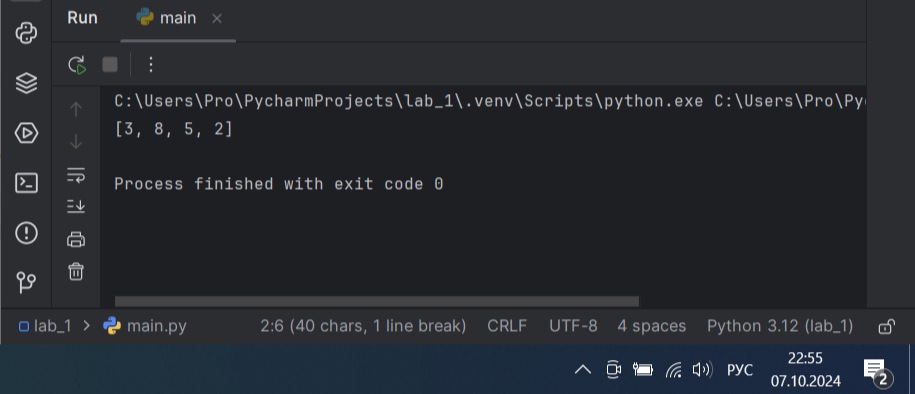 Run main
C:\Users\Pro\PycharmProjects\lab_1\.venv\Scripts\python.exe C:\Users\Pro\Py
[3, 8, 5, 2]
Process finished with exit code 0
lab_1 > main.py 2:6 (40 chars, 1 line break) CRLF UTF-8 4 spaces Python 3.12 (lab_1)
РУС
22:55
07.10.2024
2